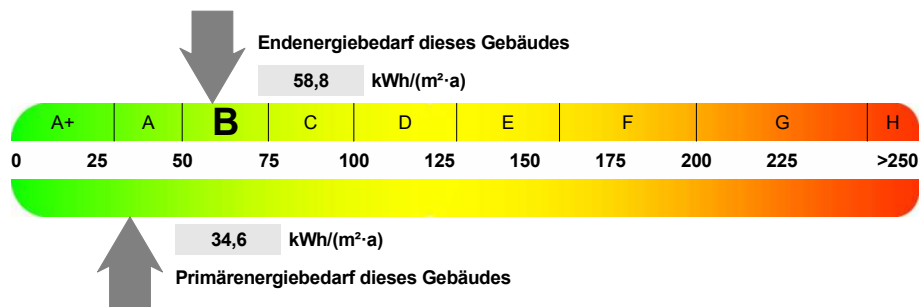 Endenergiebedarf dieses Gebäudes
58,8 kWh/(m²·a)
A+ A B C D E F G H
0 25 50 75 100 125 150 175 200 225 >250
34,6 kWh/(m²·a)
Primärenergiebedarf dieses Gebäudes